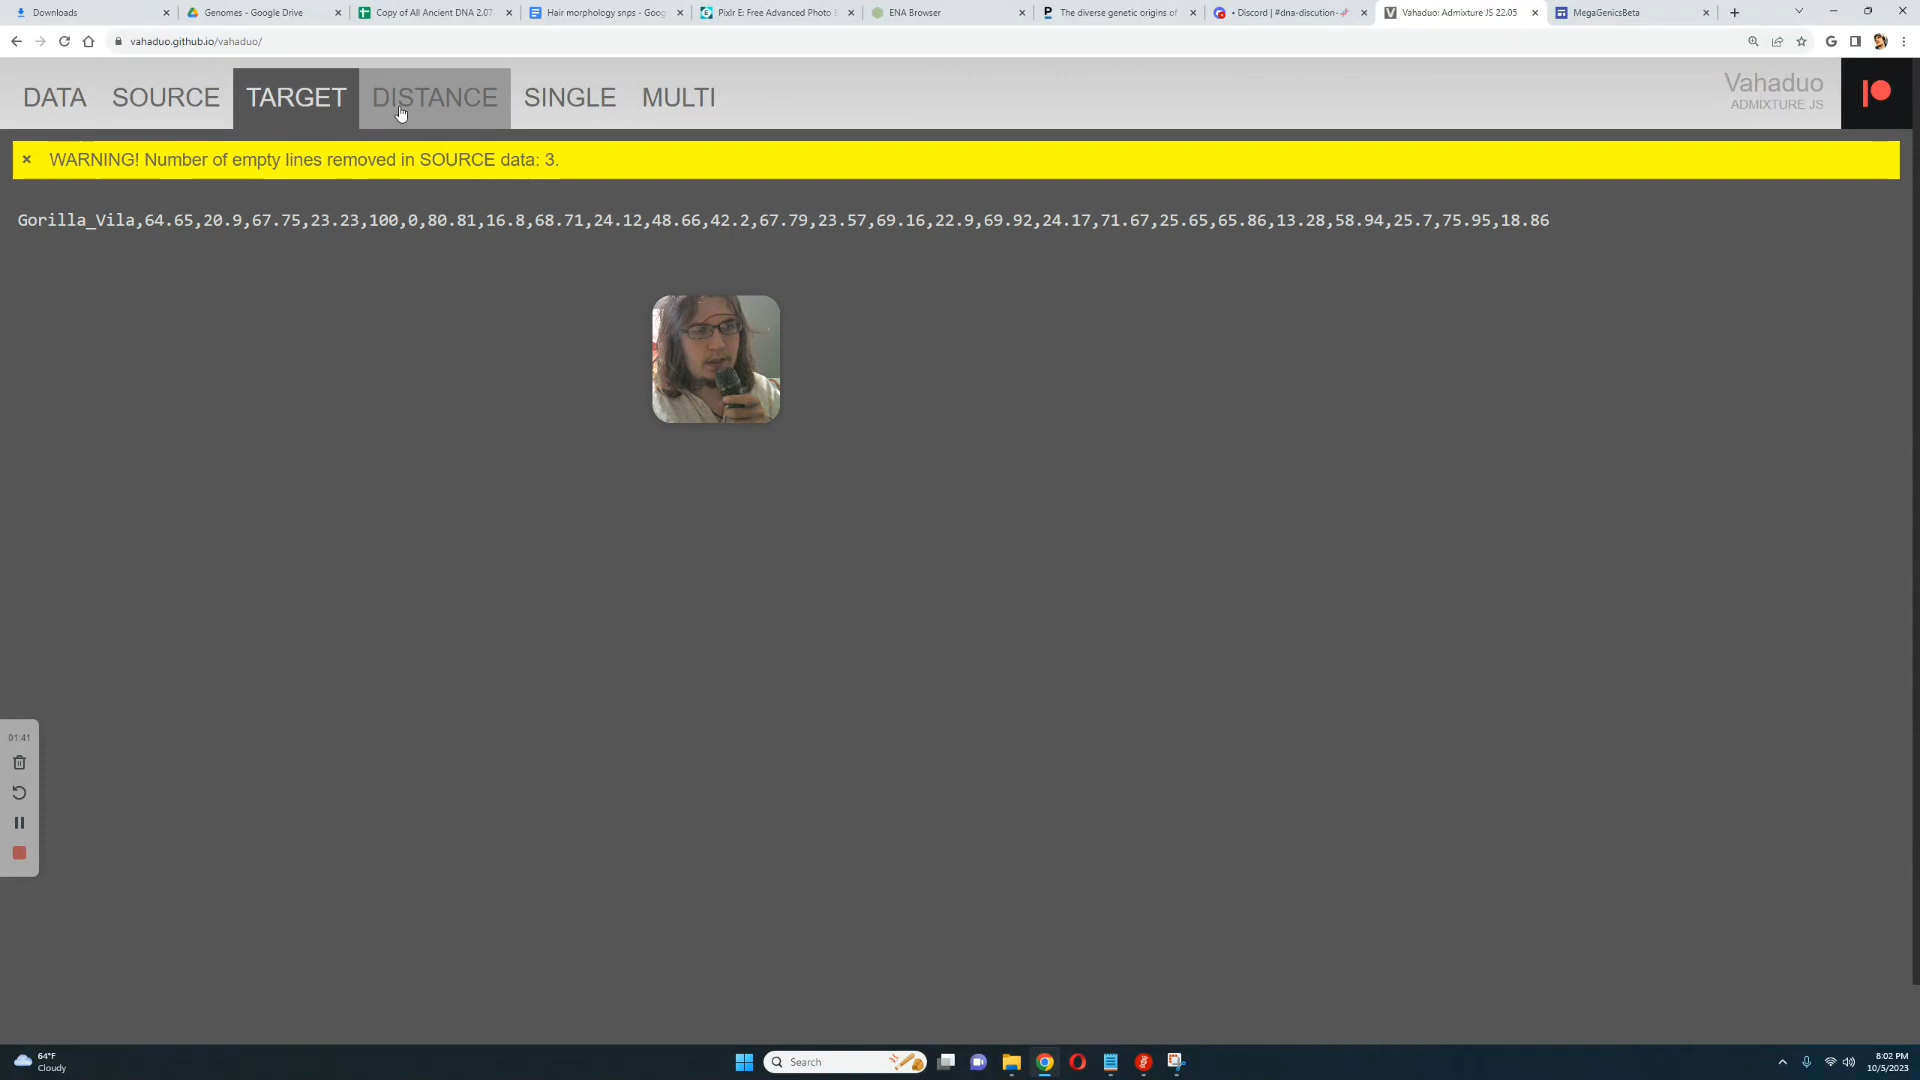 Downloads
Genomes - Google Drive
Copy of All Ancient DNA 2.07.
Hair morphology snps - Goog
Pixlr E: Free Advanced Photo E
ENA Browser
The diverse genetic origins of
• Discord | #dna-discution-
Vahaduo: Admixture JS 22.05
MegaGenicsBeta
vahaduo.github.io/vahaduo/
DATA SOURCE TARGET DISTANCE SINGLE MULTI
Vahaduo
ADMIXTURE JS
× WARNING! Number of empty lines removed in SOURCE data: 3.
Gorilla_Vila,64.65,20.9,67.75,23.23,100,0,80.81,16.8,68.71,24.12,48.66,42.2,67.79,23.57,69.16,22.9,69.92,24.17,71.67,25.65,65.86,13.28,58.94,25.7,75.95,18.86
01:41
64°F
Cloudy
Search
8:02 PM
10/5/2023